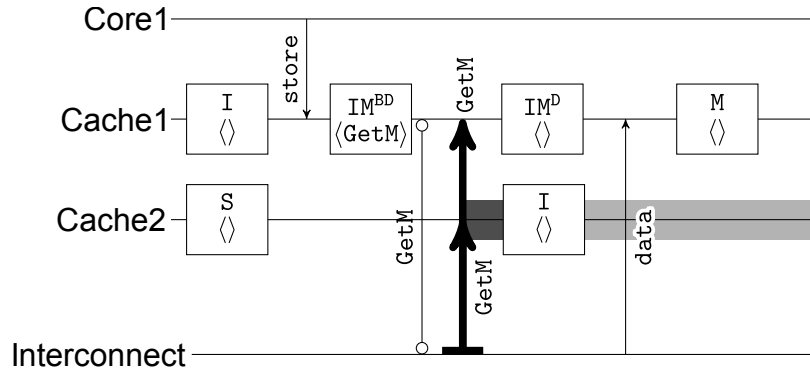 Core1
store
GetM
Cache1
I
⟨⟩
IM^BD
⟨GetM⟩
IM^D
⟨⟩
M
⟨⟩
Cache2
S
⟨⟩
GetM
I
⟨⟩
data
GetM
Interconnect